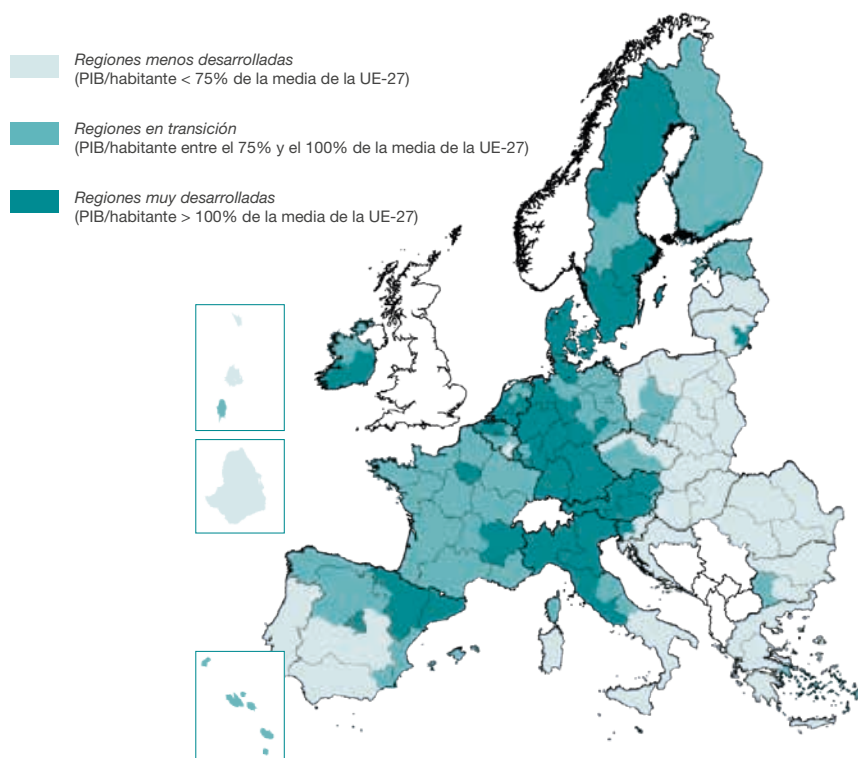 Regiones menos desarrolladas
(PIB/habitante < 75% de la media de la UE-27)
Regiones en transición
(PIB/habitante entre el 75% y el 100% de la media de la UE-27)
Regiones muy desarrolladas
(PIB/habitante > 100% de la media de la UE-27)